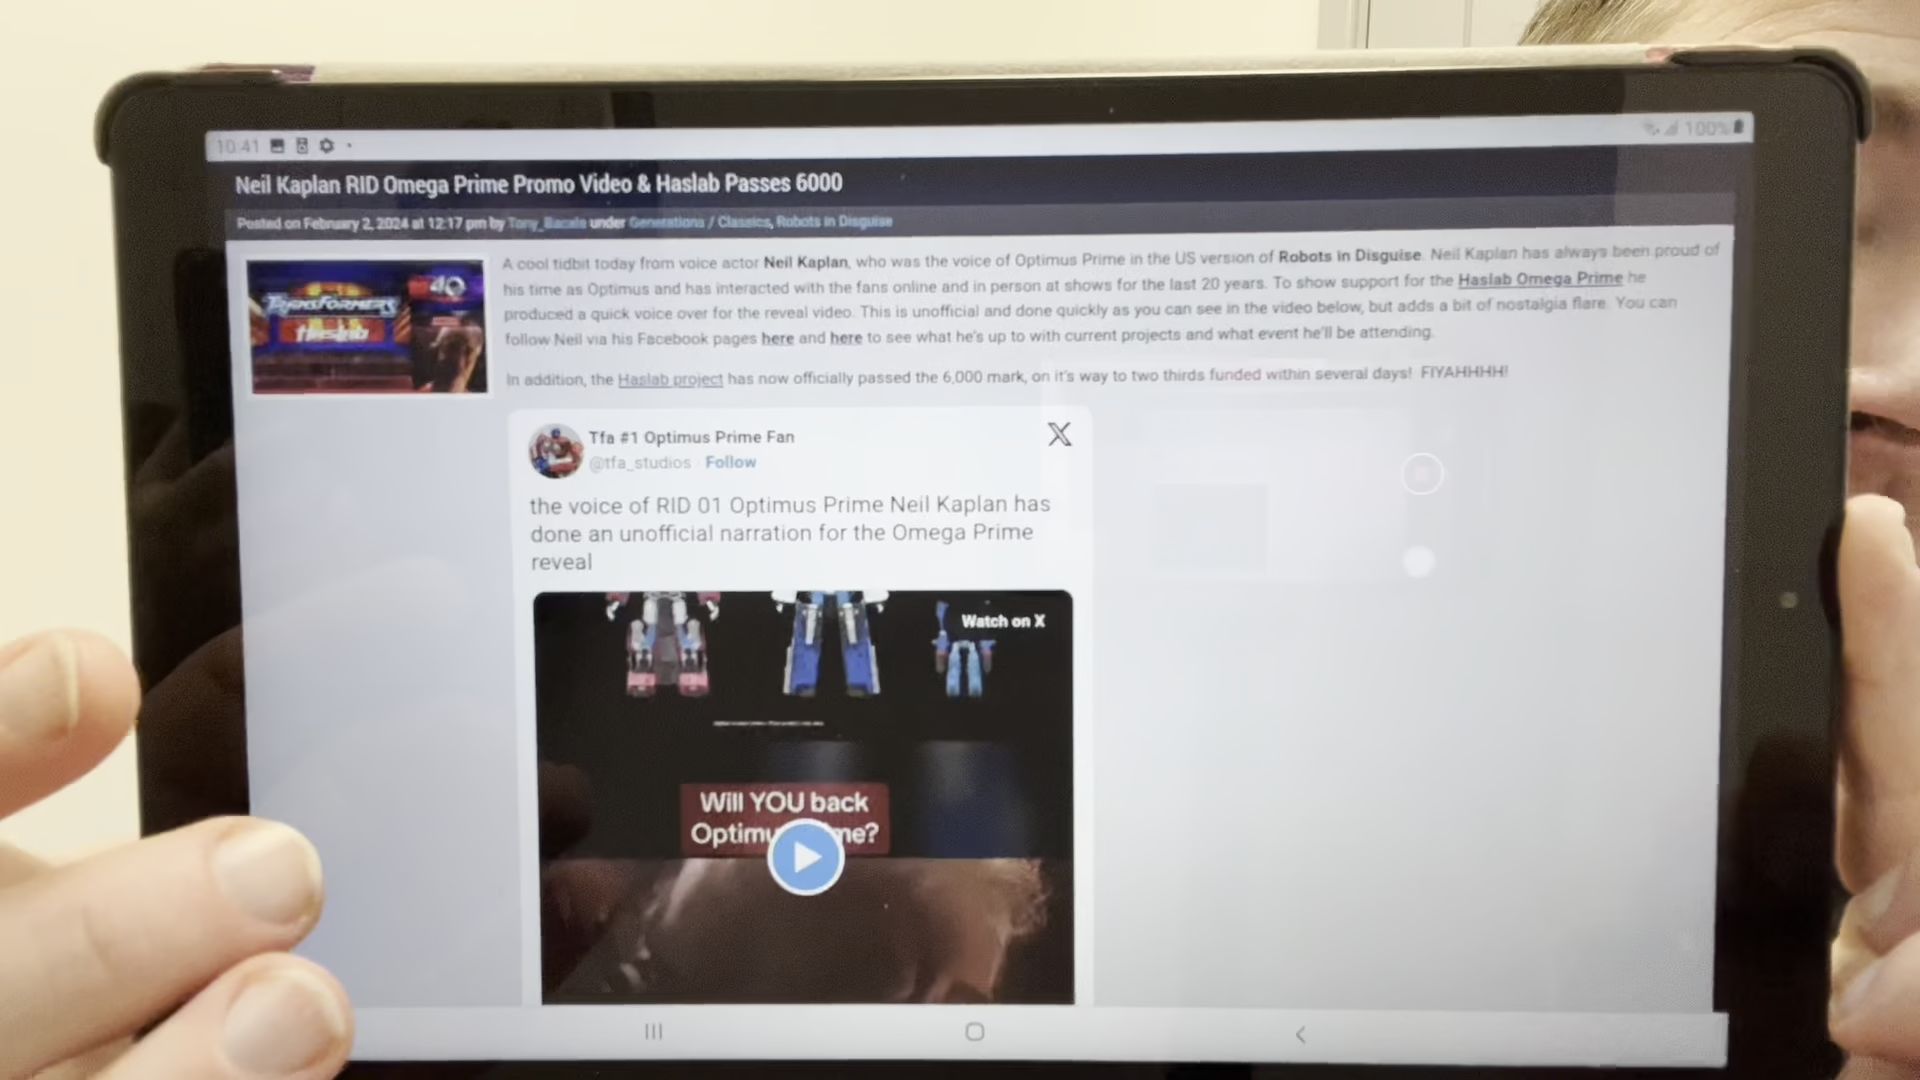 10:41
100%
Neil Kaplan RID Omega Prime Promo Video & Haslab Passes 6000
Posted on February 2, 2024 at 12:17 pm by Tony_Bacala under Generations / Classics, Robots in Disguise
TRANSFORMERS
40
Haslab
A cool tidbit today from voice actor Neil Kaplan, who was the voice of Optimus Prime in the US version of Robots in Disguise. Neil Kaplan has always been proud of
his time as Optimus and has interacted with the fans online and in person at shows for the last 20 years. To show support for the Haslab Omega Prime he
produced a quick voice over for the reveal video. This is unofficial and done quickly as you can see in the video below, but adds a bit of nostalgia flare. You can
follow Neil via his Facebook pages here and here to see what he's up to with current projects and what event he'll be attending.
In addition, the Haslab project has now officially passed the 6,000 mark, on it's way to two thirds funded within several days! FIYAHHHH!
Tfa #1 Optimus Prime Fan
X
@tfa_studios · Follow
the voice of RID 01 Optimus Prime Neil Kaplan has
done an unofficial narration for the Omega Prime
reveal
Watch on X
Will YOU back